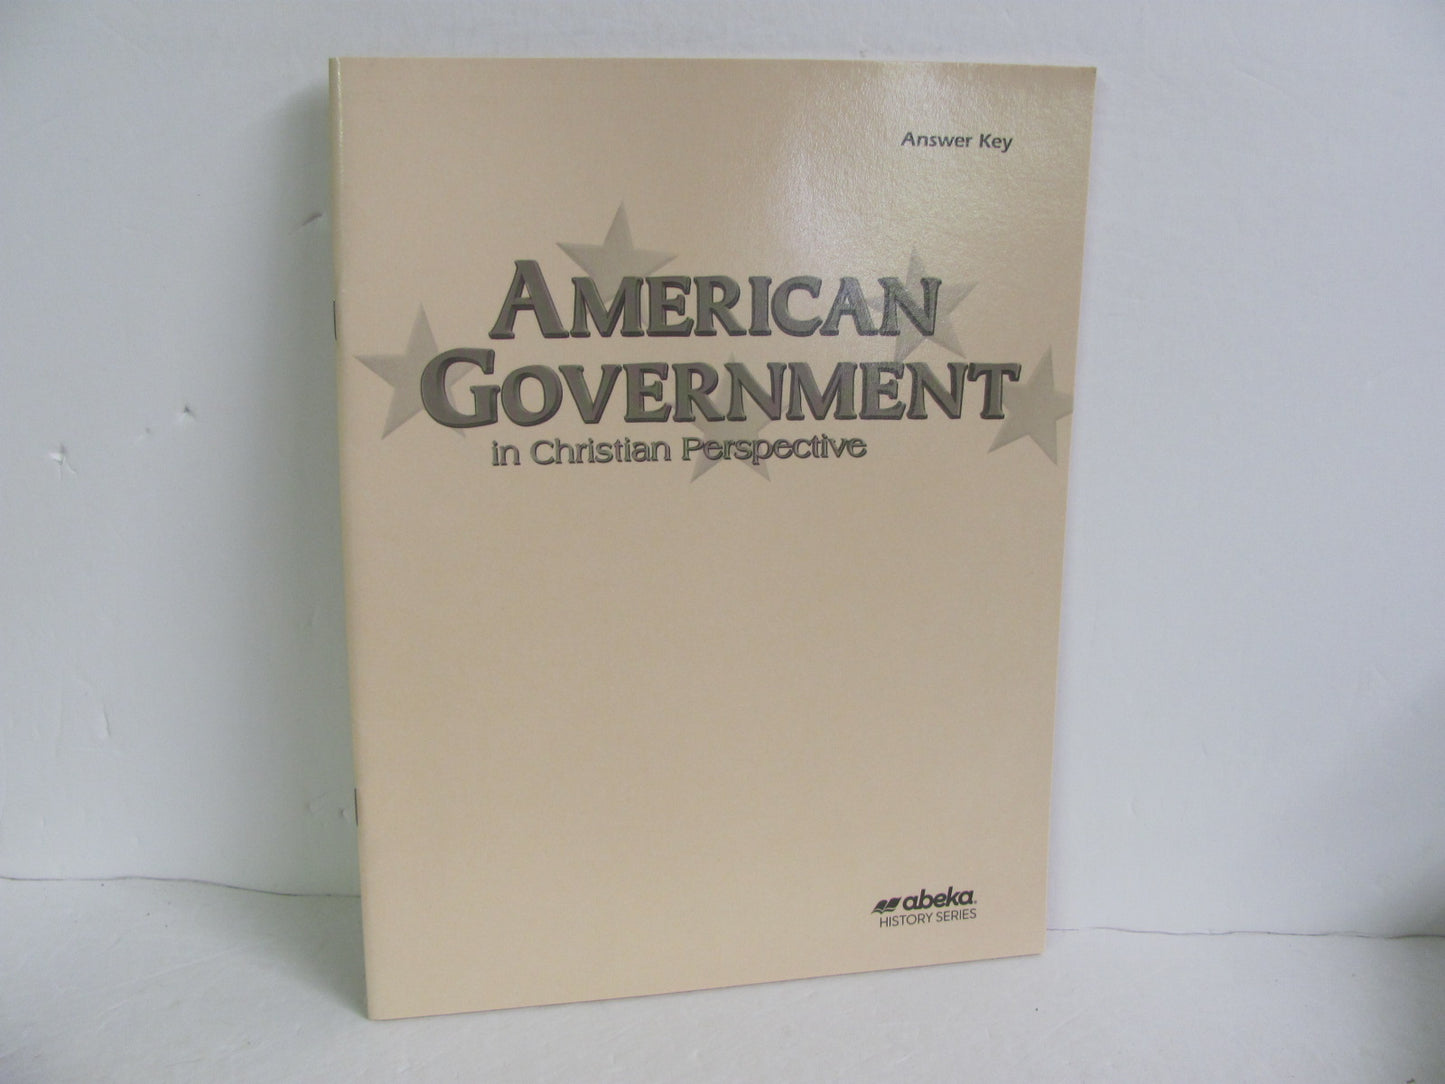 Answer Key
AMERICAN
GOVERNMENT
in Christian Perspective
abeka®
HISTORY SERIES